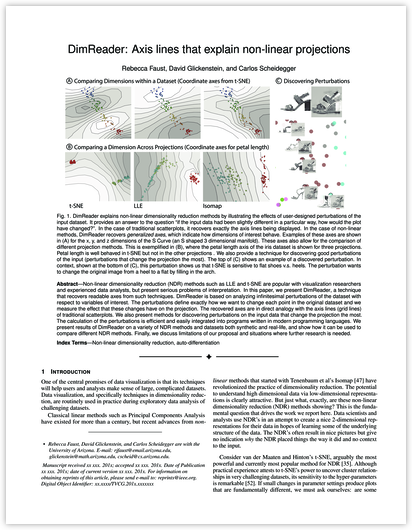 DimReader: Axis lines that explain non-linear projections
Rebecca Faust, David Glickenstein, and Carlos Scheidegger
A Comparing Dimensions within a Dataset (Coordinate axes from t-SNE)
C Discovering Perturbations
B Comparing a Dimension Across Projections (Coordinate axes for petal length)
t-SNE LLE Isomap
Fig. 1. DimReader explains non-linear dimensionality reduction methods by illustrating the effects of user-designed perturbations of the
input dataset. It provides an answer to the question “if the input data had been slightly different in a particular way, how would the plot
have changed?”. In the case of traditional scatterplots, it recovers exactly the axis lines being displayed. In the case of non-linear
methods, DimReader recovers generalized axes, which indicate how dimensions of interest behave. Examples of these axes are shown
in (A) for the x, y, and z dimensions of the S Curve (an S shaped 3 dimensional manifold). These axes also allow for the comparison of
different projection methods. This is exemplified in (B), where the petal length axis of the iris dataset is shown for three projections.
Petal length is well behaved in t-SNE but not in the other projections . We also provide a technique for discovering good perturbations
of the input (perturbations that change the projection the most). The top of (C) shows an example of a discovered perturbation. In
context, shown at the bottom of (C), this perturbation shows us that t-SNE is sensitive to flat shoes v.s. heels. The perturbation wants
to change the original image from a heel to a flat by filling in the arch.
Abstract—Non-linear dimensionality reduction (NDR) methods such as LLE and t-SNE are popular with visualization researchers
and experienced data analysts, but present serious problems of interpretation. In this paper, we present DimReader, a technique
that recovers readable axes from such techniques. DimReader is based on analyzing infinitesimal perturbations of the dataset with
respect to variables of interest. The perturbations define exactly how we want to change each point in the original dataset and we
measure the effect that these changes have on the projection. The recovered axes are in direct analogy with the axis lines (grid lines)
of traditional scatterplots. We also present methods for discovering perturbations on the input data that change the projection the most.
The calculation of the perturbations is efficient and easily integrated into programs written in modern programming languages. We
present results of DimReader on a variety of NDR methods and datasets both synthetic and real-life, and show how it can be used to
compare different NDR methods. Finally, we discuss limitations of our proposal and situations where further research is needed.
Index Terms—Non-linear dimensionality reduction, auto-differentiation
1 INTRODUCTION
One of the central promises of data visualization is that its techniques
will help users and analysts make sense of large, complicated datasets.
Data visualization, and specifically techniques in dimensionality reduc-
tion, are routinely used in practice during exploratory data analysis of
challenging datasets.
Classical linear methods such as Principal Components Analysis
have existed for more than a century, but recent advances from non-
• Rebecca Faust, David Glickenstein, and Carlos Scheidegger are with the
University of Arizona. E-mail: rjfaust@email.arizona.edu,
glickenstein@math.arizona.edu, cscheid@cs.arizona.edu.
Manuscript received xx xxx. 201x; accepted xx xxx. 201x. Date of Publication
xx xxx. 201x; date of current version xx xxx. 201x. For information on
obtaining reprints of this article, please send e-mail to: reprints@ieee.org.
Digital Object Identifier: xx.xxxx/TVCG.201x.xxxxxxx
linear methods that started with Tenenbaum et al's Isomap [47] have
revolutionized the practice of dimensionality reduction. The potential
to understand high dimensional data via low-dimensional representa-
tions is clearly attractive. But just what, exactly, are these non-linear
dimensionality reduction (NDR) methods showing? This is the funda-
mental question that drives the work we report here. Data scientists and
analysts use NDR's in an attempt to create a nice 2-dimensional rep-
resentations for their data in hopes of learning some of the underlying
structure of the data. The NDR's often result in nice pictures but give
no indication why the NDR placed things the way it did and no context
to the input.
Consider van der Maaten and Hinton's t-SNE, arguably the most
powerful and currently most popular method for NDR [35]. Although
practical experience attests to t-SNE's power to uncover cluster relation-
ships in very challenging datasets, its sensitivity to the hyper-parameters
is remarkable [52]. If small changes in parameter settings produce plots
that are fundamentally different, we must ask ourselves: are some